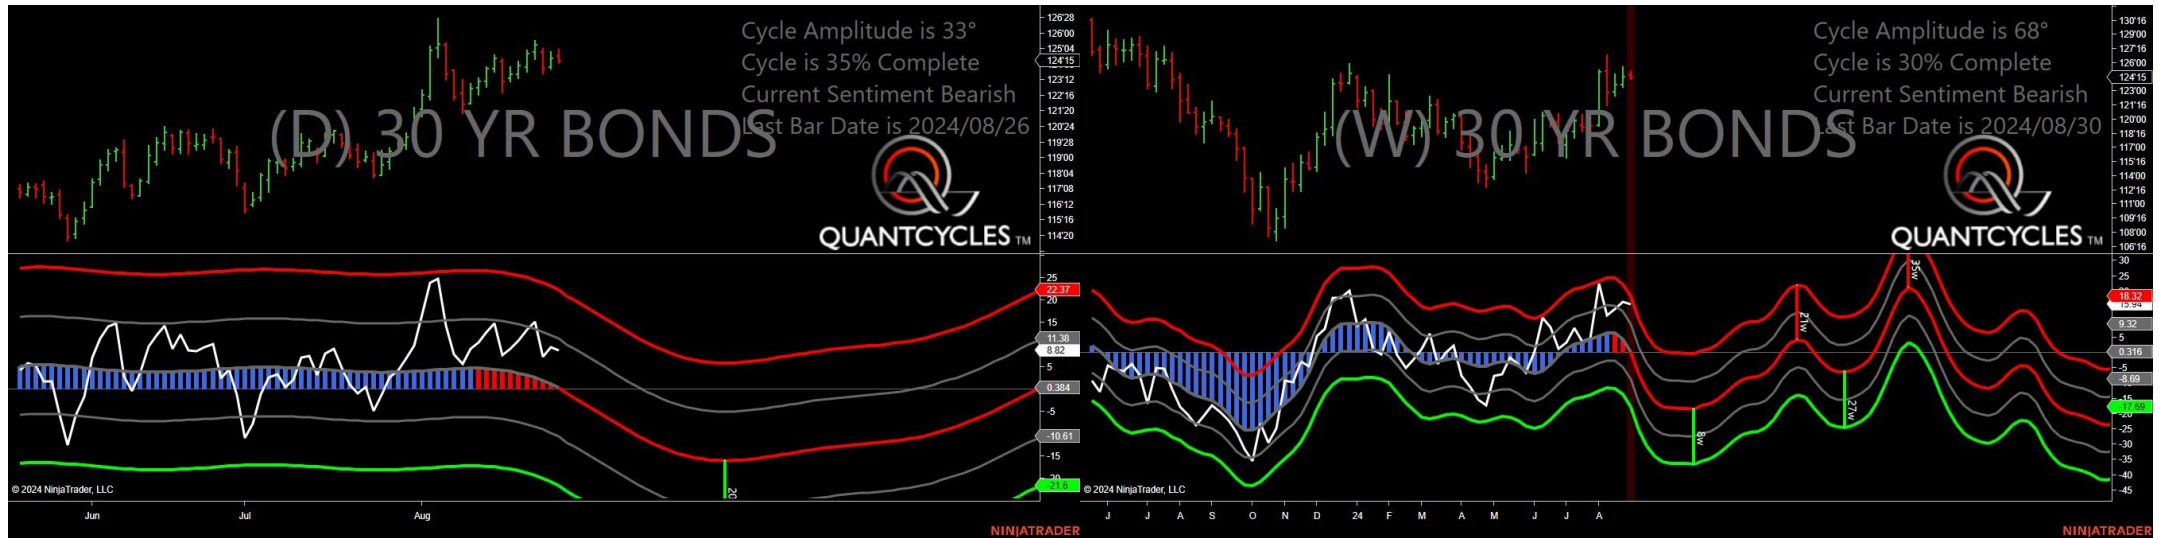 Cycle Amplitude is 33°
Cycle is 35% Complete
Current Sentiment Bearish
Last Bar Date is 2024/08/26
(D) 30 YR BONDS
QUANTCYCLES TM
126'28
126'00
125'04
124'15
123'12
122'16
121'20
120'24
119'28
119'00
118'04
117'08
116'12
115'16
114'20
25
22.37
20
15
11.38
8.82
5
0.384
-5
-10.61
-15
-20
-21.6
20
© 2024 NinjaTrader, LLC
Jun Jul Aug
NINJATRADER
Cycle Amplitude is 68°
Cycle is 30% Complete
Current Sentiment Bearish
Last Bar Date is 2024/08/30
(W) 30 YR BONDS
QUANTCYCLES TM
130'16
129'00
127'16
126'00
124'15
123'00
121'16
120'00
118'16
117'00
115'16
114'00
112'16
111'00
109'16
108'00
106'16
30
25
18.32
15.94
9.32
5
0.316
-5
-8.69
-15
-17.69
-20
-25
-30
-35
-40
-45
8w
21w
27w
35w
© 2024 NinjaTrader, LLC
J J A S O N D 24 F M A M J J A
NINJATRADER